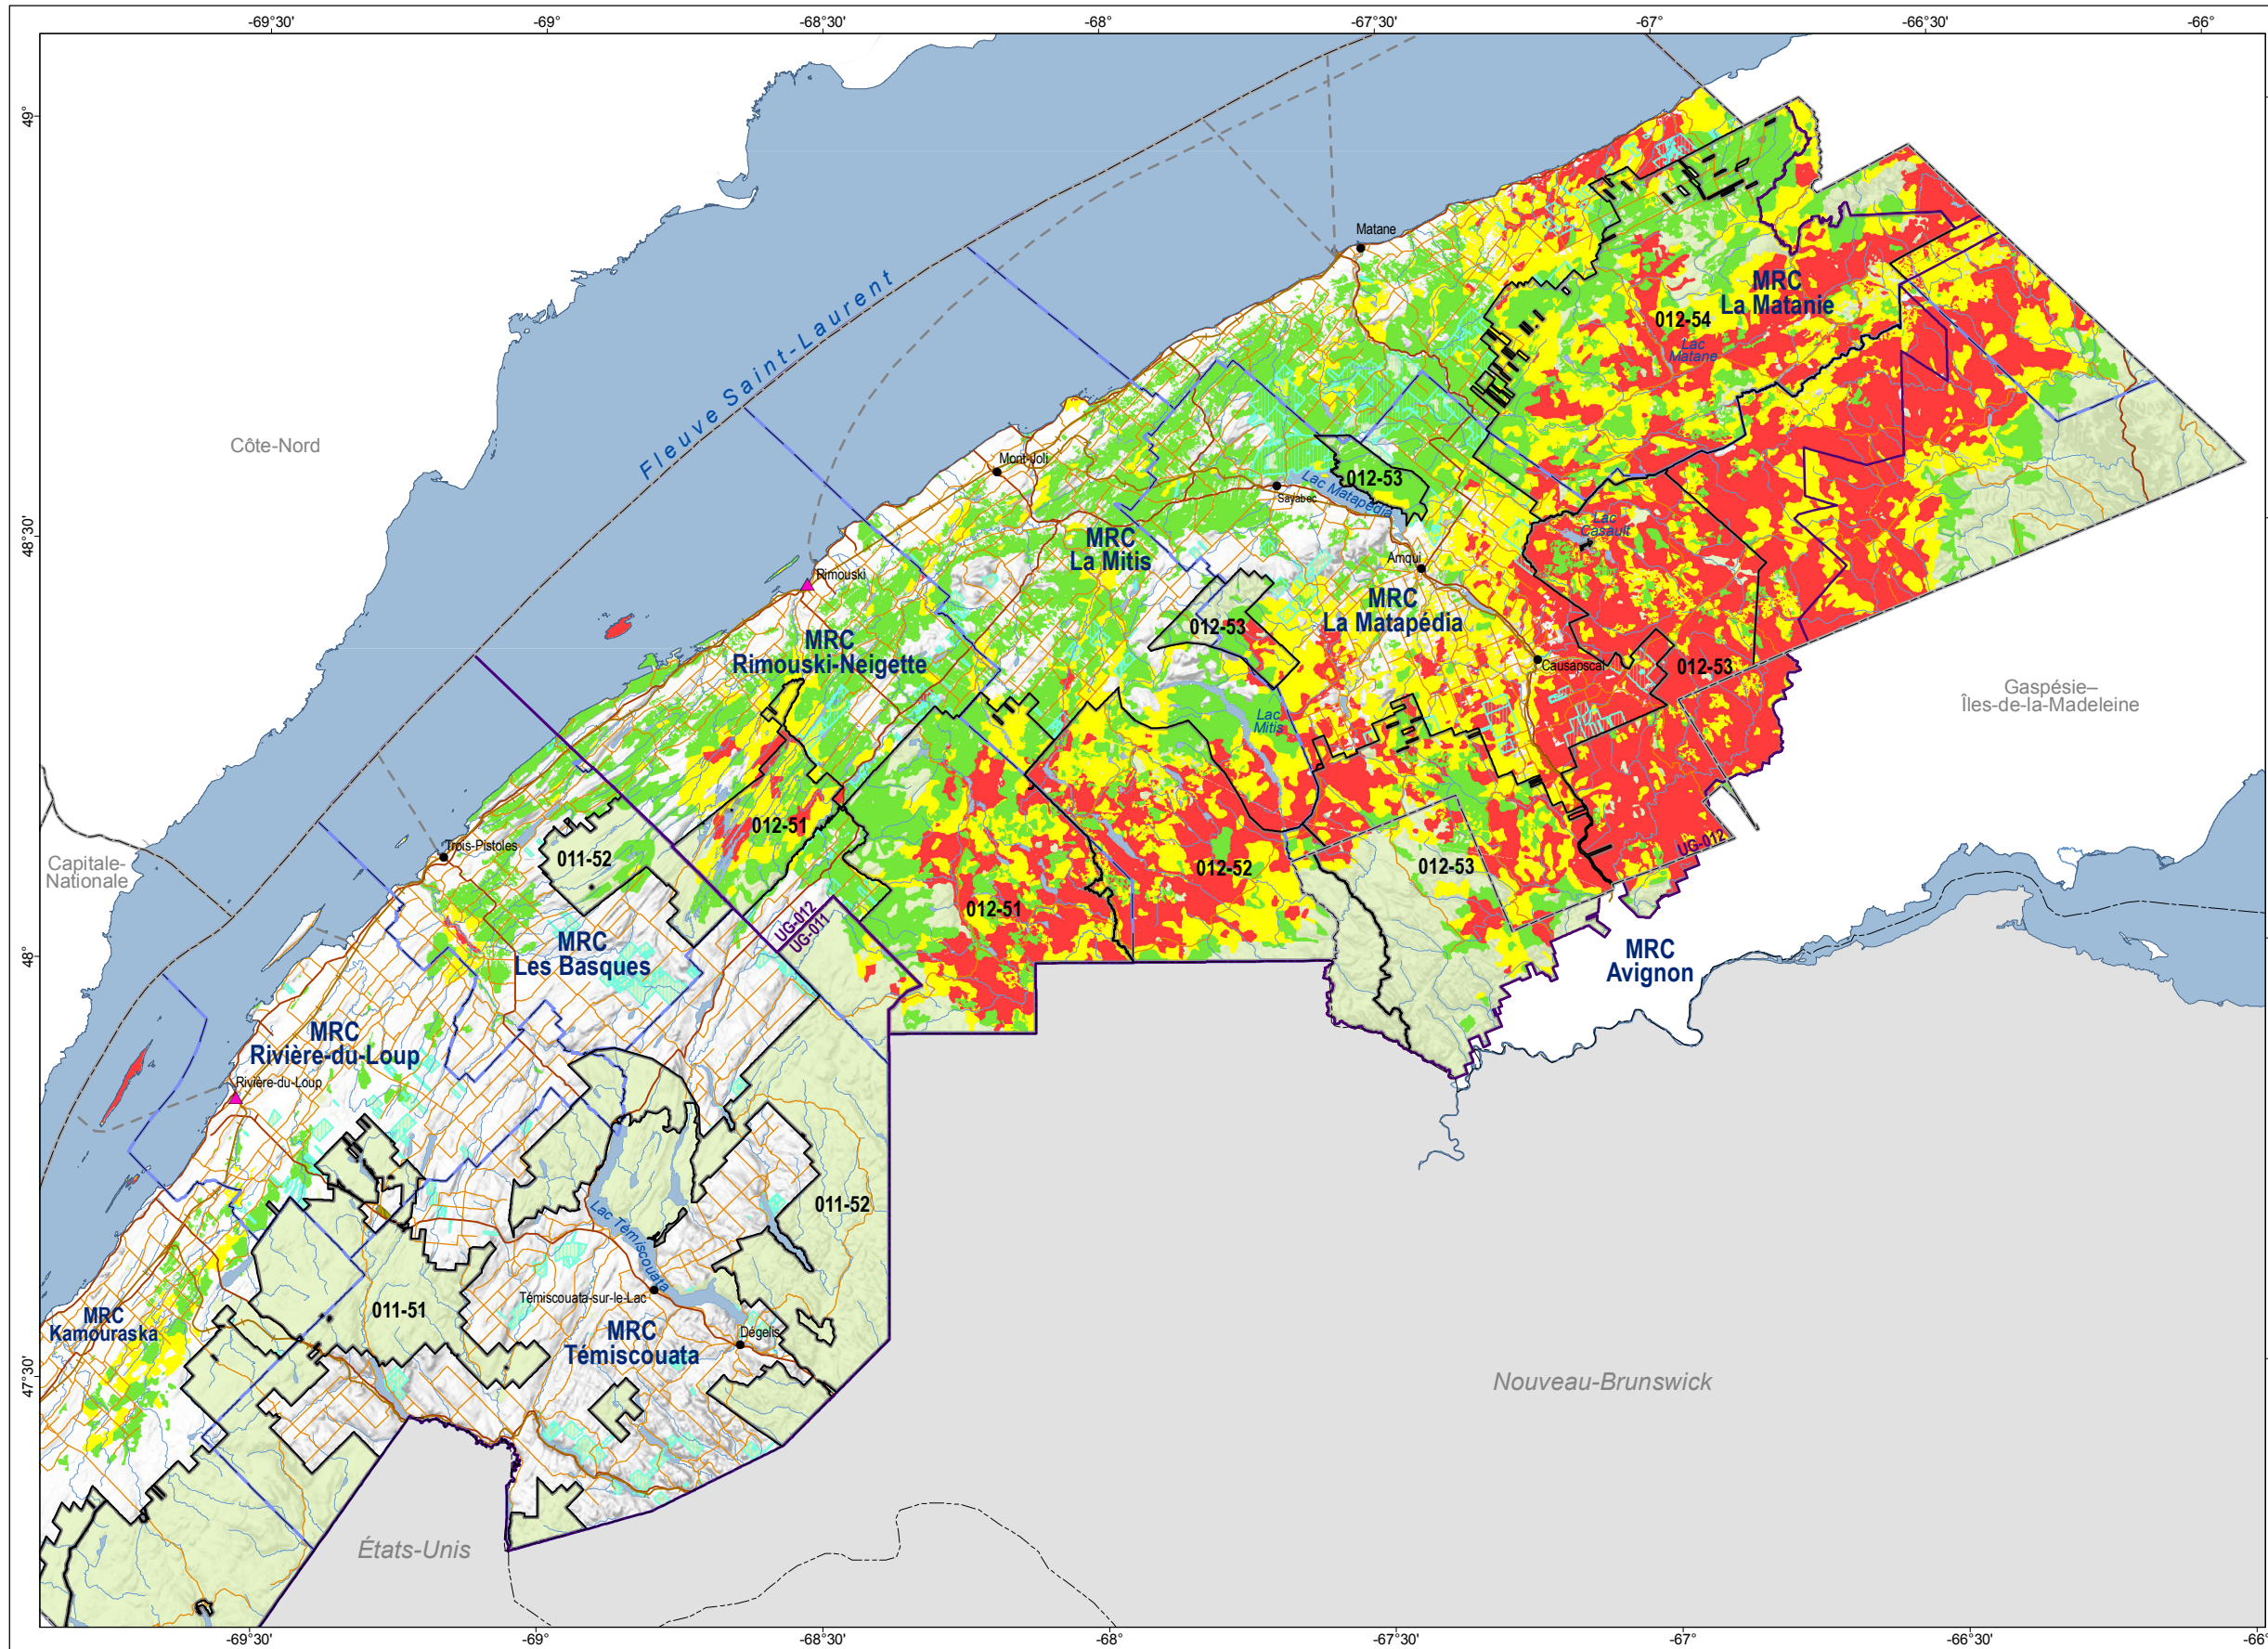 -69°30'
-69°
-68°30'
-68°
-67°30'
-67°
-66°30'
-66°
49°
48°30'
48°
47°30'
Matane
MRC
La Matanie
012-54
Lac
Matane
Fleuve Saint-Laurent
Côte-Nord
Mont-Joli
012-53
Sayabec
Lac Matapédia
Lac
Casault
MRC
La Mitis
Amqui
Rimouski
MRC
La Matapédia
012-53
MRC
Rimouski-Neigette
Causapscal
012-53
Gaspésie–
Îles-de-la-Madeleine
Lac
Mitis
012-51
Trois-Pistoles
011-52
UG-012
Capitale-
Nationale
012-52
012-53
012-51
UG-012
UG-011
MRC
Les Basques
MRC
Avignon
MRC
Rivière-du-Loup
Rivière-du-Loup
011-52
Lac Témiscouata
Témiscouata-sur-le-Lac
011-51
MRC
Kamouraska
MRC
Témiscouata
Dégelis
Nouveau-Brunswick
États-Unis
-69°30'
-69°
-68°30'
-68°
-67°30'
-67°
-66°30'